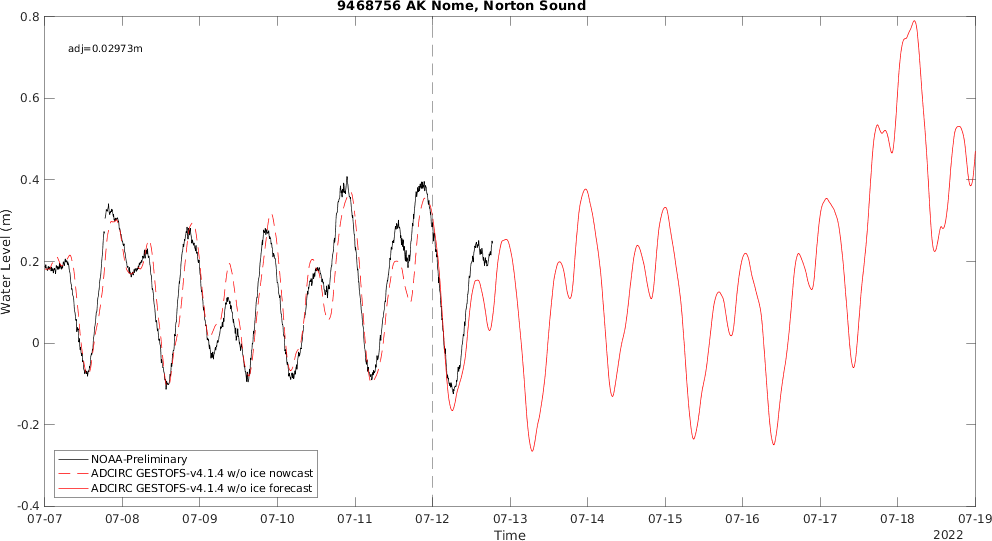 9468756 AK Nome, Norton Sound
adj=0.02973m
Water Level (m)
0.8
0.6
0.4
0.2
0
-0.2
-0.4
NOAA-Preliminary
ADCIRC GESTOFS-v4.1.4 w/o ice nowcast
ADCIRC GESTOFS-v4.1.4 w/o ice forecast
07-07 07-08 07-09 07-10 07-11 07-12 07-13 07-14 07-15 07-16 07-17 07-18 07-19
Time
2022